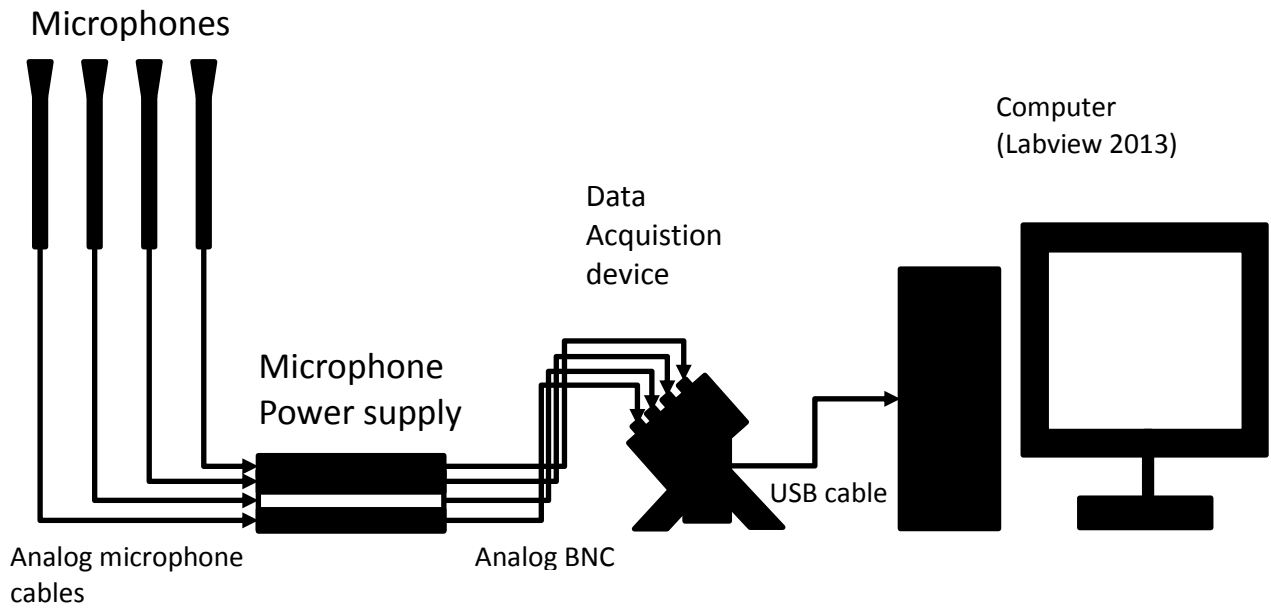 Microphones
Computer
(Labview 2013)
Data
Acquistion
device
Microphone
Power supply
USB cable
Analog microphone
cables
Analog BNC